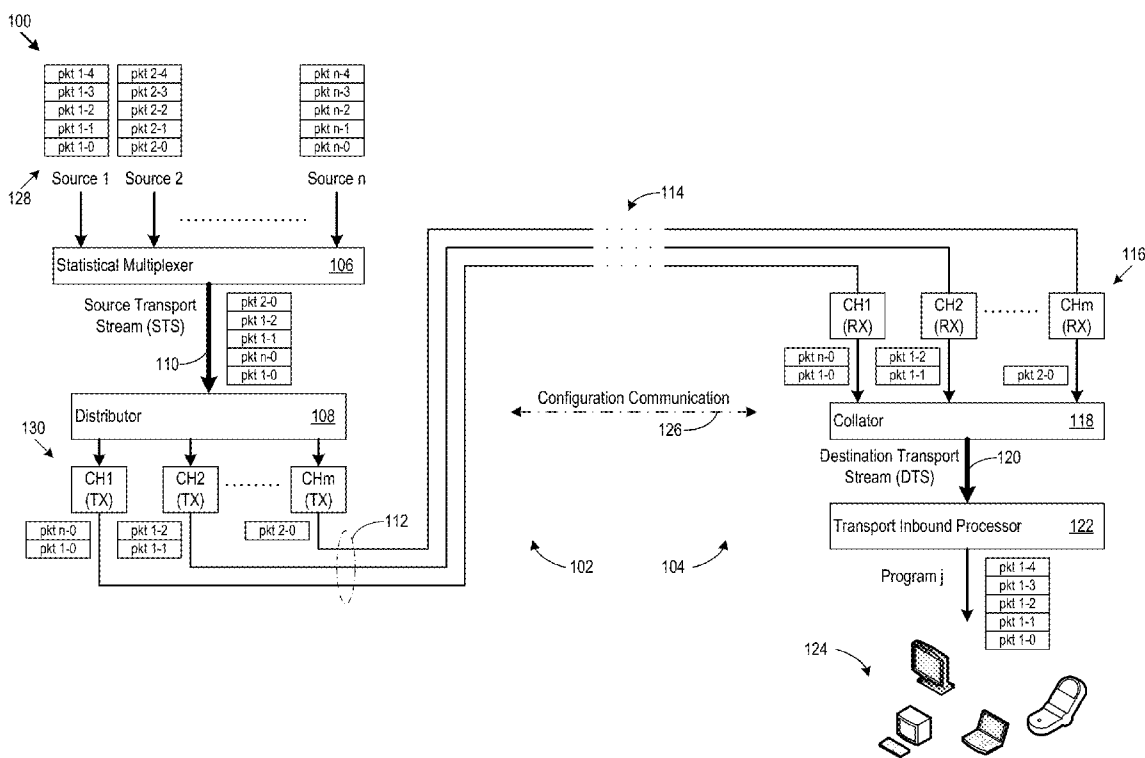 100
pkt 1-4
pkt 1-3
pkt 1-2
pkt 1-1
pkt 1-0
pkt 2-4
pkt 2-3
pkt 2-2
pkt 2-1
pkt 2-0
pkt n-4
pkt n-3
pkt n-2
pkt n-1
pkt n-0
128
Source 1
Source 2
Source n
Statistical Multiplexer 106
Source Transport
Stream (STS)
110
pkt 2-0
pkt 1-2
pkt 1-1
pkt n-0
pkt 1-0
Distributor 108
130
CH1
(TX)
CH2
(TX)
CHm
(TX)
pkt n-0
pkt 1-0
pkt 1-2
pkt 1-1
pkt 2-0
112
114
116
CH1
(RX)
CH2
(RX)
CHm
(RX)
pkt n-0
pkt 1-0
pkt 1-2
pkt 1-1
pkt 2-0
Configuration Communication
126
Collator 118
Destination Transport
Stream (DTS)
120
Transport Inbound Processor 122
102
104
Program j
pkt 1-4
pkt 1-3
pkt 1-2
pkt 1-1
pkt 1-0
124